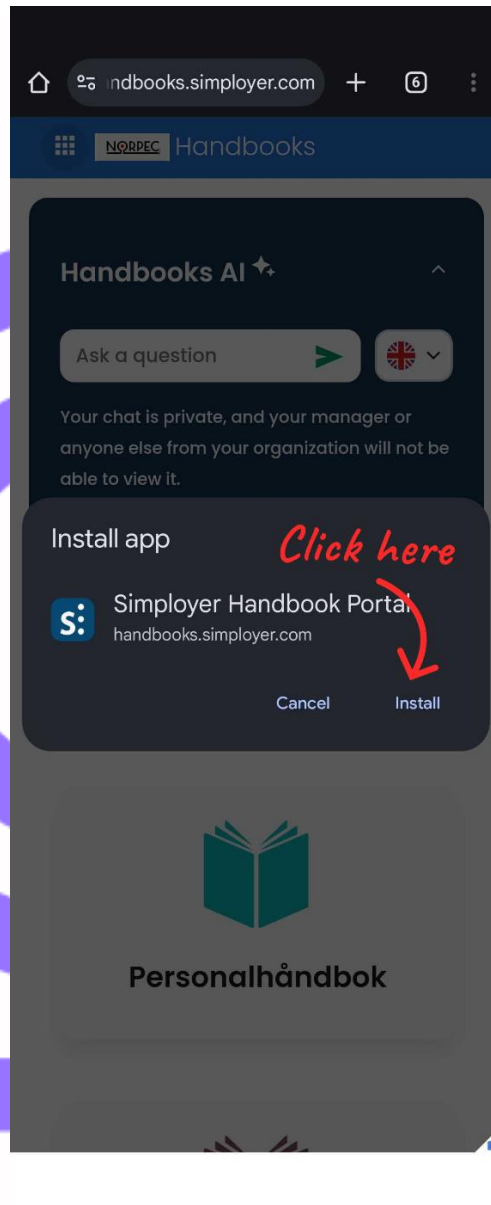 ndbooks.simployer.com
6
NORPEC Handbooks
Handbooks AI
Ask a question
Your chat is private, and your manager or
anyone else from your organization will not be
able to view it.
Install app
Click here
s:
Simployer Handbook Portal
handbooks.simployer.com
Cancel
Install
Personalhåndbok